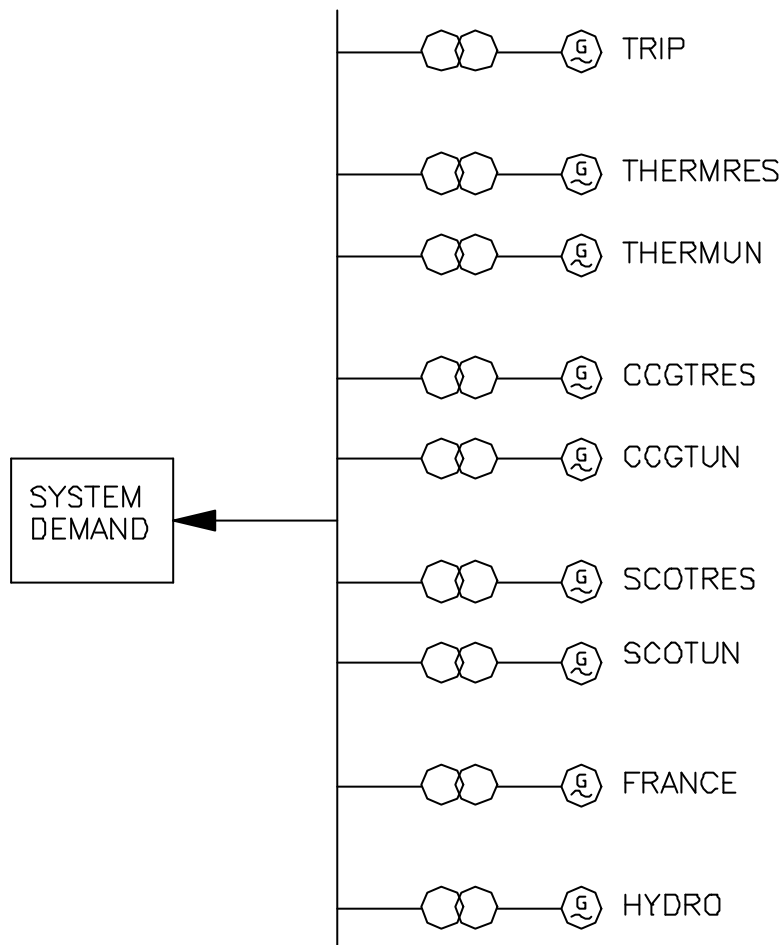 G TRIP
G THERMRES
G THERMUN
G CCGTRES
G CCGTUN
SYSTEM
DEMAND
G SCOTRES
G SCOTUN
G FRANCE
G HYDRO